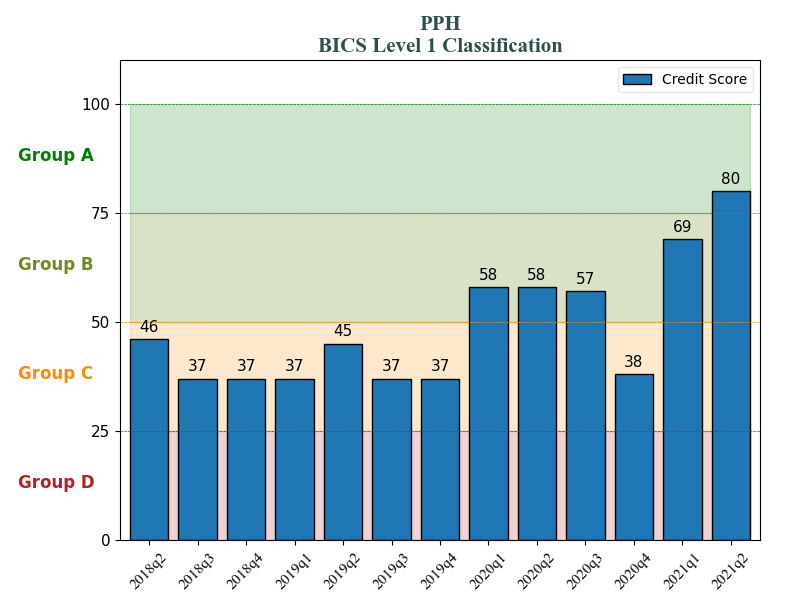 PPH
BICS Level 1 Classification
Credit Score
100
Group A
80
75
69
Group B
58
58
57
50
46
45
38
37
37
37
37
37
Group C
25
Group D
0
2018q2
2018q3
2018q4
2019q1
2019q2
2019q3
2019q4
2020q1
2020q2
2020q3
2020q4
2021q1
2021q2